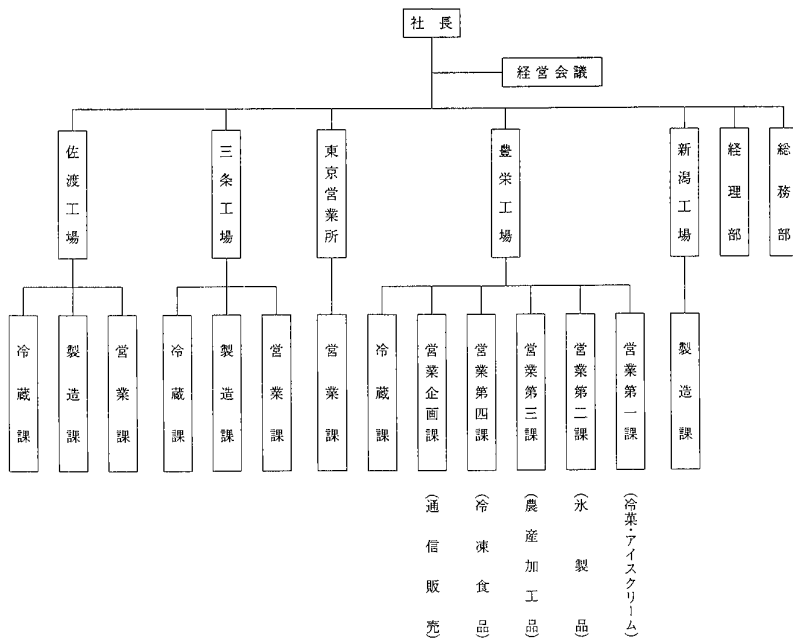 社長
経営会議
総務部
経理部
新潟工場
豊栄工場
東京営業所
三条工場
佐渡工場
製造課
営業第一課
営業第二課
営業第三課
営業第四課
営業企画課
冷蔵課
営業課
営業課
製造課
冷蔵課
営業課
製造課
冷蔵課
(冷菓・アイスクリーム)
(氷製品)
(農産加工品)
(冷凍食品)
(通信販売)